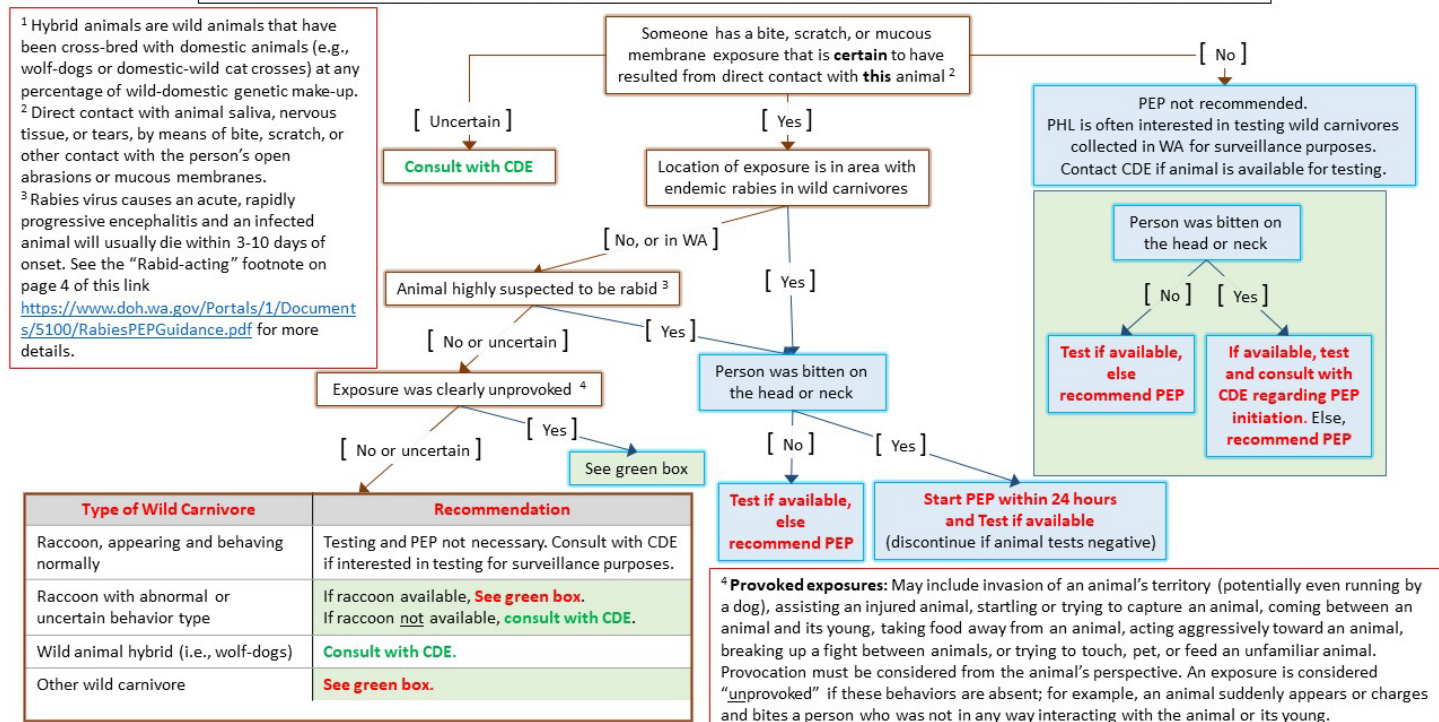 ¹ Hybrid animals are wild animals that have
been cross-bred with domestic animals (e.g.,
wolf-dogs or domestic-wild cat crosses) at any
percentage of wild-domestic genetic make-up.
² Direct contact with animal saliva, nervous
tissue, or tears, by means of bite, scratch, or
other contact with the person's open
abrasions or mucous membranes.
³ Rabies virus causes an acute, rapidly
progressive encephalitis and an infected
animal will usually die within 3-10 days of
onset. See the “Rabid-acting” footnote on
page 4 of this link
https://www.doh.wa.gov/Portals/1/Document
s/5100/RabiesPEPGuidance.pdf for more
details.
Someone has a bite, scratch, or mucous
membrane exposure that is certain to have
resulted from direct contact with this animal ²
[ Uncertain ]
[ Yes ]
[ No ]
Consult with CDE
Location of exposure is in area with
endemic rabies in wild carnivores
PEP not recommended.
PHL is often interested in testing wild carnivores
collected in WA for surveillance purposes.
Contact CDE if animal is available for testing.
[ No, or in WA ]
[ Yes ]
Animal highly suspected to be rabid ³
[ No or uncertain ]
[ Yes ]
Exposure was clearly unprovoked ⁴
Person was bitten on
the head or neck
[ No or uncertain ]
[ Yes ]
See green box
[ No ]
[ Yes ]
Test if available,
else
recommend PEP
Start PEP within 24 hours
and Test if available
(discontinue if animal tests negative)
Person was bitten on
the head or neck
[ No ]
[ Yes ]
Test if available,
else
recommend PEP
If available, test
and consult with
CDE regarding PEP
initiation. Else,
recommend PEP
Type of Wild Carnivore
Recommendation
Raccoon, appearing and behaving
normally
Testing and PEP not necessary. Consult with CDE
if interested in testing for surveillance purposes.
Raccoon with abnormal or
uncertain behavior type
If raccoon available, See green box.
If raccoon not available, consult with CDE.
Wild animal hybrid (i.e., wolf-dogs)
Consult with CDE.
Other wild carnivore
See green box.
⁴ Provoked exposures: May include invasion of an animal's territory (potentially even running by
a dog), assisting an injured animal, startling or trying to capture an animal, coming between an
animal and its young, taking food away from an animal, acting aggressively toward an animal,
breaking up a fight between animals, or trying to touch, pet, or feed an unfamiliar animal.
Provocation must be considered from the animal's perspective. An exposure is considered
“unprovoked” if these behaviors are absent; for example, an animal suddenly appears or charges
and bites a person who was not in any way interacting with the animal or its young.